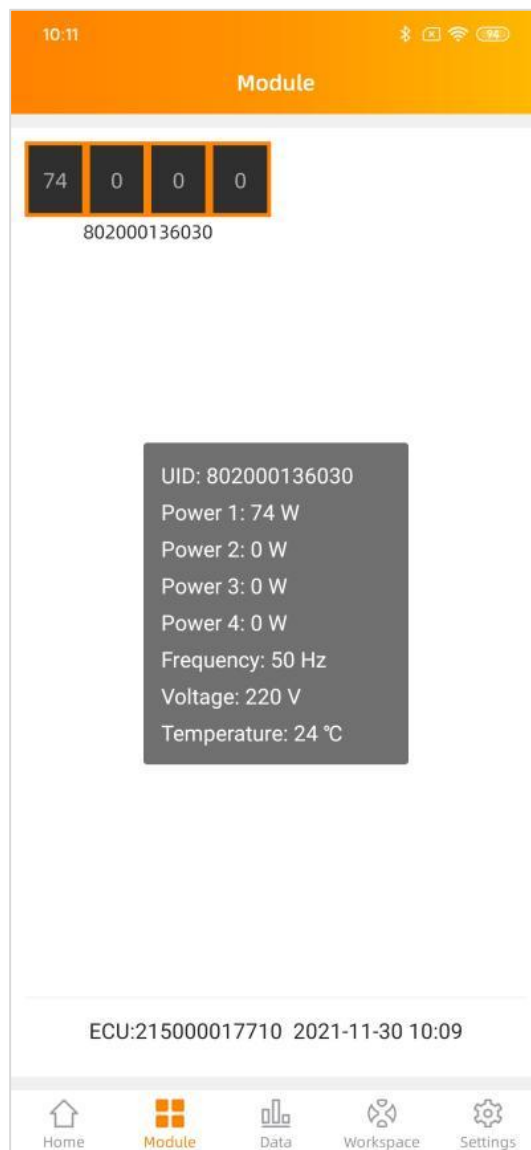 10:11 94
Module
74 0 0 0
802000136030
UID: 802000136030
Power 1: 74 W
Power 2: 0 W
Power 3: 0 W
Power 4: 0 W
Frequency: 50 Hz
Voltage: 220 V
Temperature: 24 ℃
ECU:215000017710 2021-11-30 10:09
Home Module Data Workspace Settings